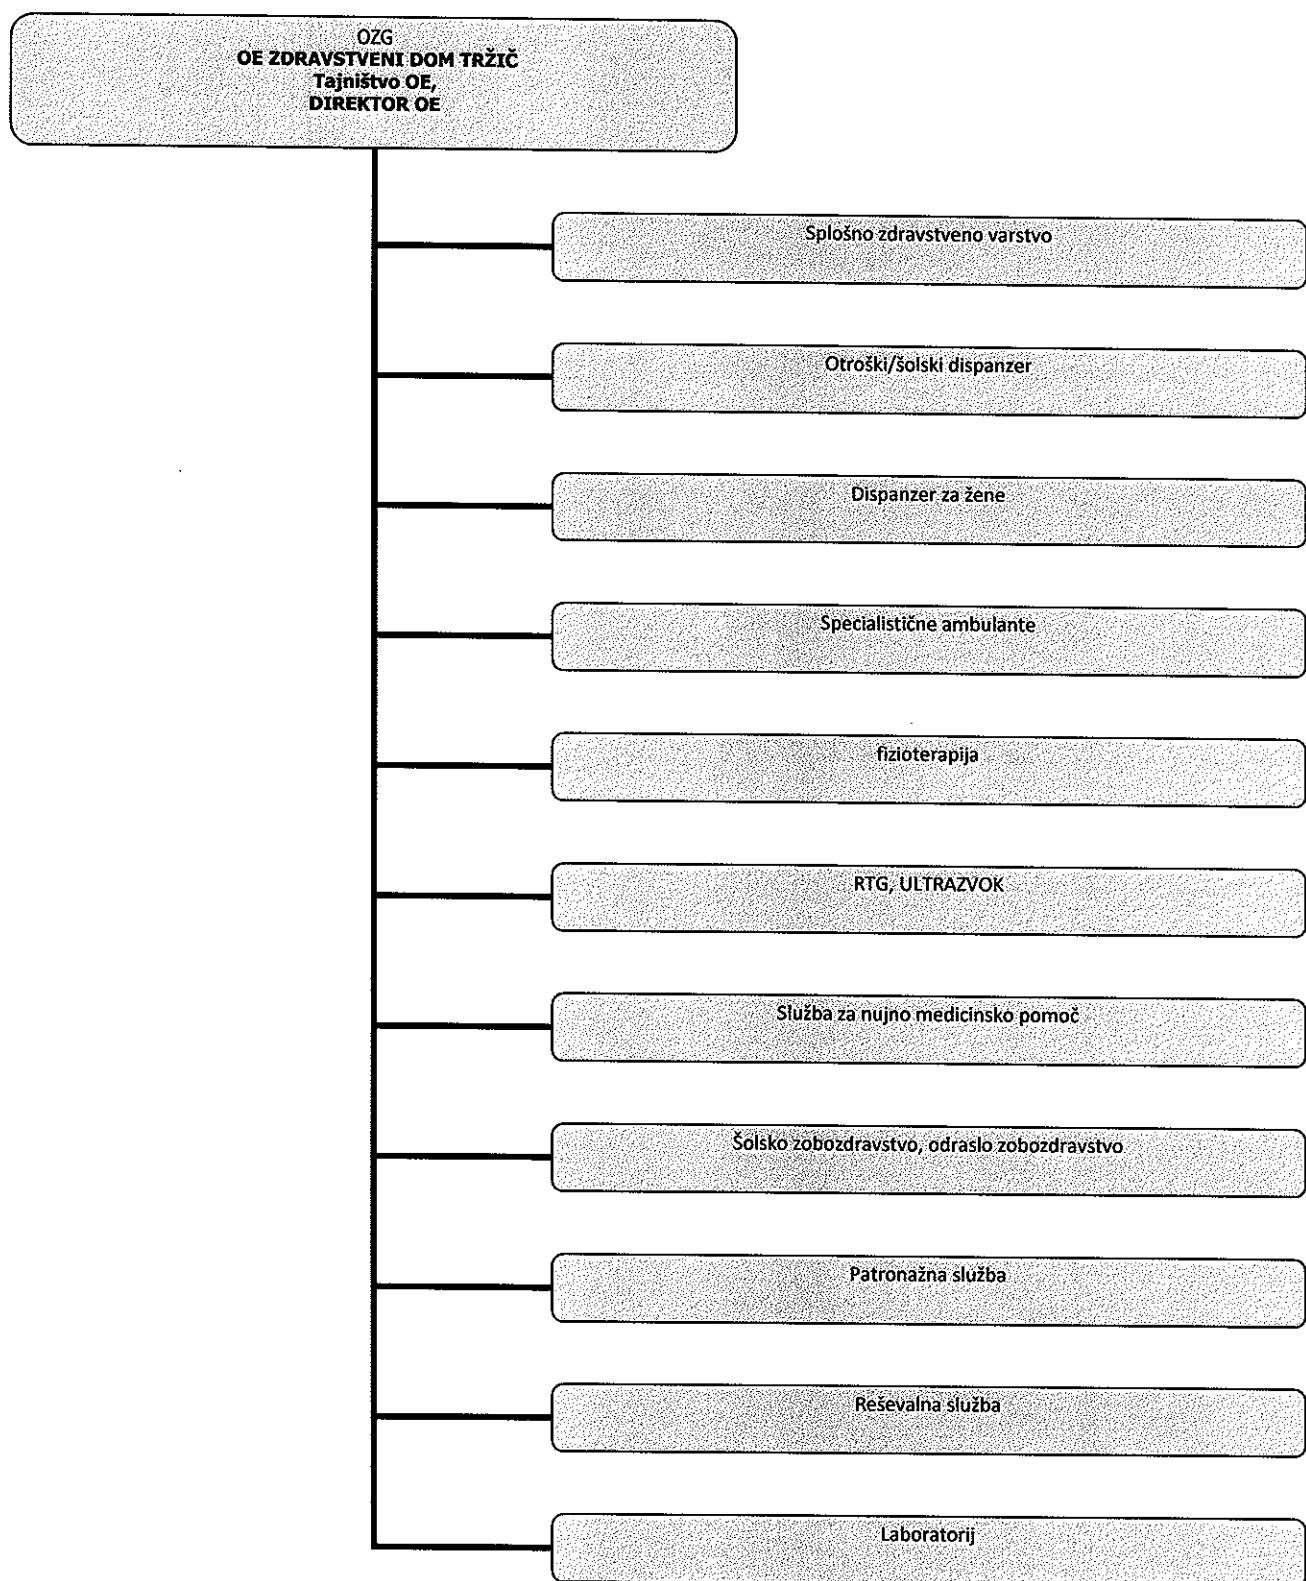 OZG
OE ZDRAVSTVENI DOM TRŽIČ
Tajništvo OE,
DIREKTOR OE
Splošno zdravstveno varstvo
Otroški/šolski dispanzer
Dispanzer za žene
Specialistične ambulante
fizioterapija
RTG, ULTRAZVOK
Služba za nujno medicinsko pomoč
Šolsko zobozdravstvo, odraslo zobozdravstvo
Patronažna služba
Reševalna služba
Laboratorij